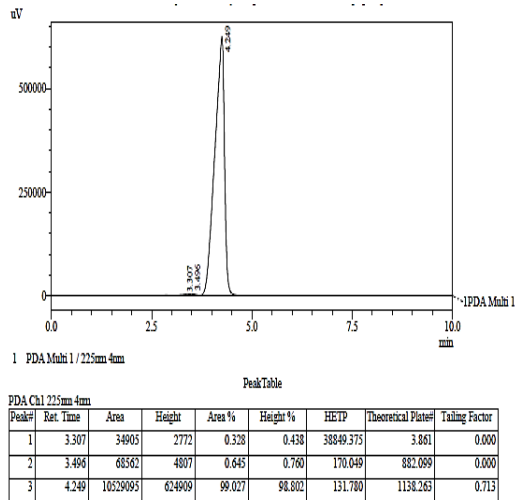 uV
4.249
500000
250000
3.307
3.496
0
1PDA Multi 1
0.0 2.5 5.0 7.5 10.0
min
1 PDA Multi 1 / 225nm 4nm
PeakTable
PDA Ch1 225nm 4nm
Peak# Ret. Time Area Height Area % Height % HETP Theoretical Plate# Tailing Factor
1 3.307 34905 2772 0.328 0.438 38849.375 3.861 0.000
2 3.496 68562 4807 0.645 0.760 170.049 882.099 0.000
3 4.249 10529095 624909 99.027 98.802 131.780 1138.263 0.713